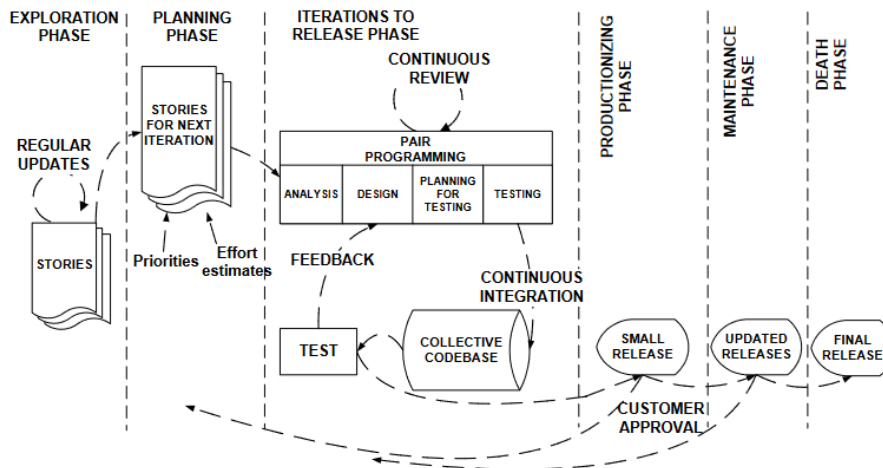 EXPLORATION
PHASE
PLANNING
PHASE
ITERATIONS TO
RELEASE PHASE
PRODUCTIONIZING
PHASE
MAINTENANCE
PHASE
DEATH
PHASE
REGULAR
UPDATES
STORIES
STORIES
FOR NEXT
ITERATION
Priorities
Effort
estimates
CONTINUOUS
REVIEW
PAIR
PROGRAMMING
ANALYSIS
DESIGN
PLANNING
FOR
TESTING
TESTING
FEEDBACK
CONTINUOUS
INTEGRATION
TEST
COLLECTIVE
CODEBASE
SMALL
RELEASE
UPDATED
RELEASES
FINAL
RELEASE
CUSTOMER
APPROVAL